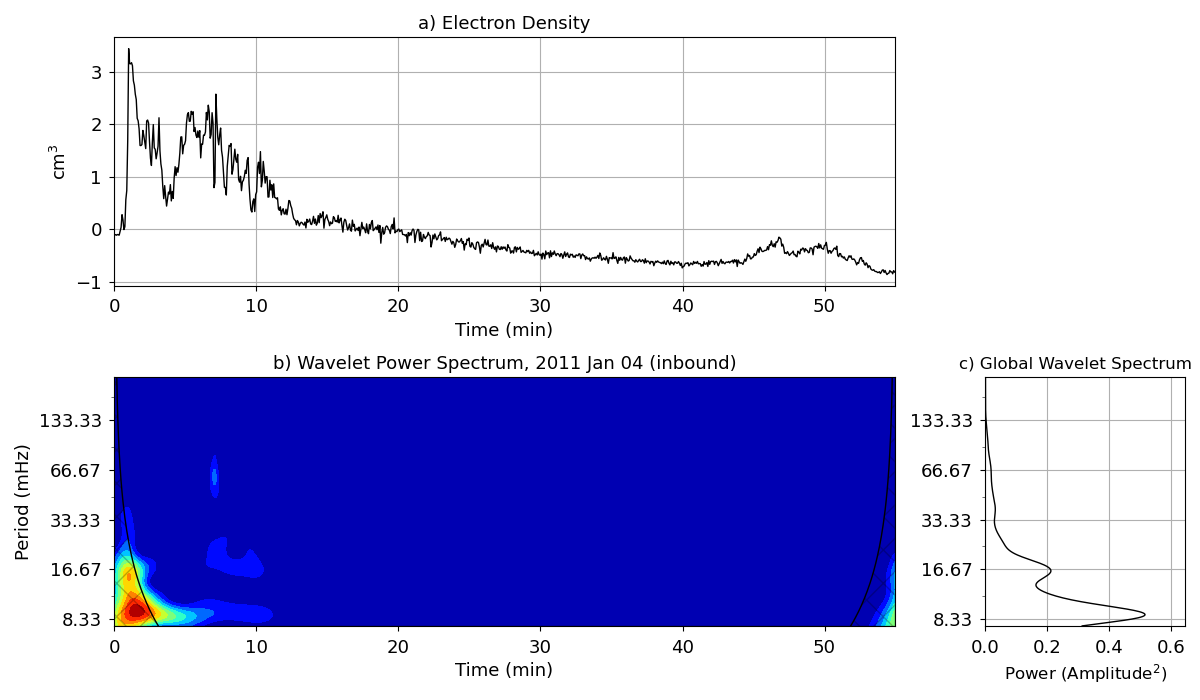 a) Electron Density
3
2
1
0
−1
cm³
0 10 20 30 40 50
Time (min)
b) Wavelet Power Spectrum, 2011 Jan 04 (inbound)
133.33
66.67
33.33
16.67
8.33
Period (mHz)
0 10 20 30 40 50
Time (min)
c) Global Wavelet Spectrum
133.33
66.67
33.33
16.67
8.33
0.0 0.2 0.4 0.6
Power (Amplitude²)